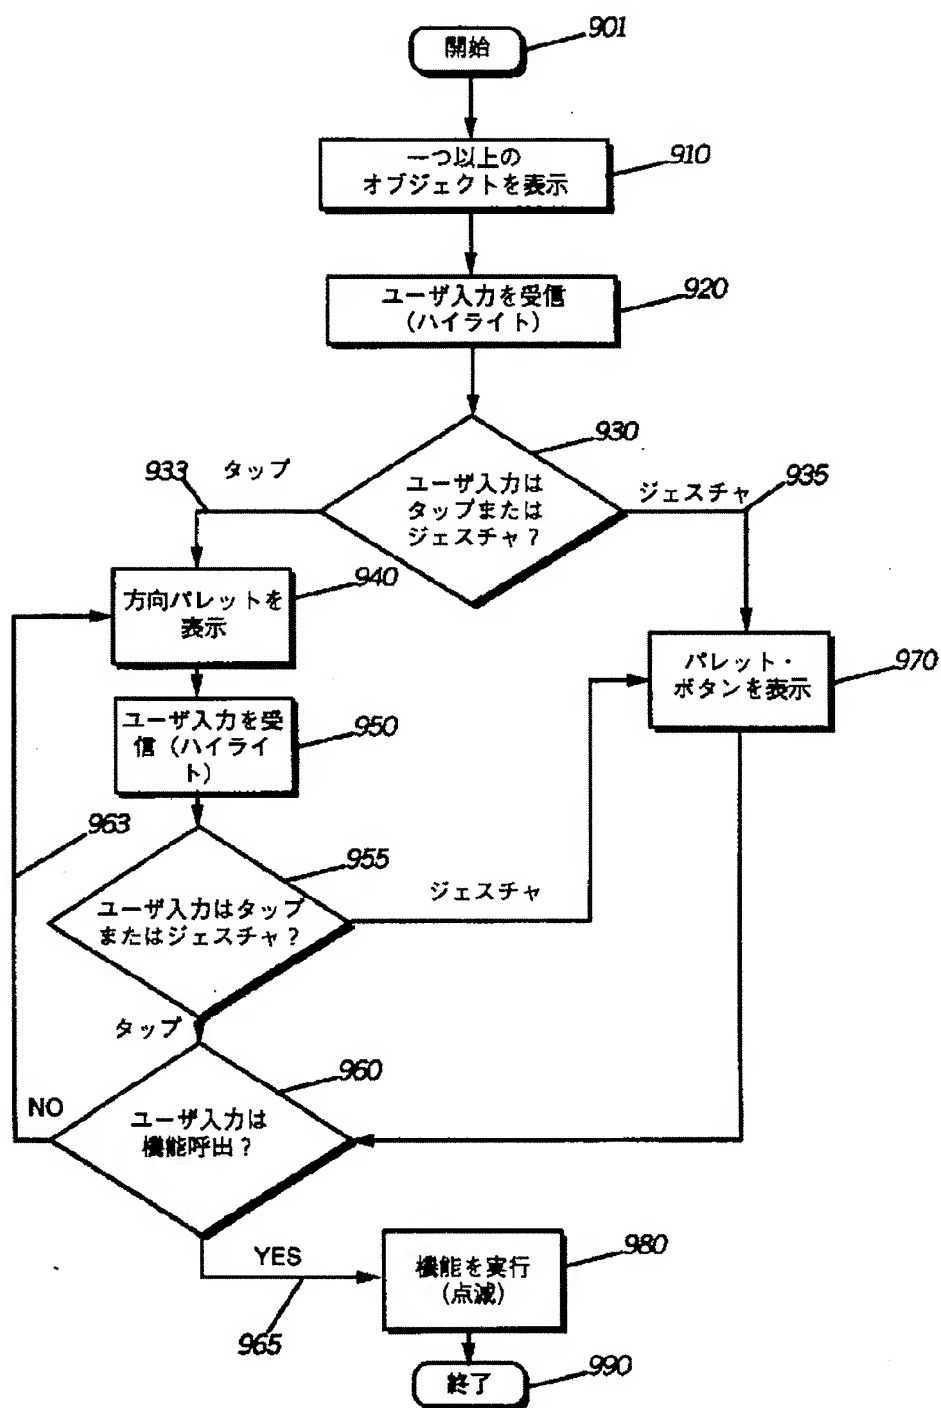 開始
901
一つ以上の
オブジェクトを表示
910
ユーザ入力を受信
(ハイライト)
920
930
ユーザ入力は
タップまたは
ジェスチャ?
933
タップ
ジェスチャ
935
方向パレットを
表示
940
パレット・
ボタンを表示
970
ユーザ入力を受
信(ハイライ
ト)
950
963
955
ユーザ入力はタップ
またはジェスチャ?
ジェスチャ
タップ
960
NO
ユーザ入力は
機能呼出?
YES
965
機能を実行
(点滅)
980
終了
990